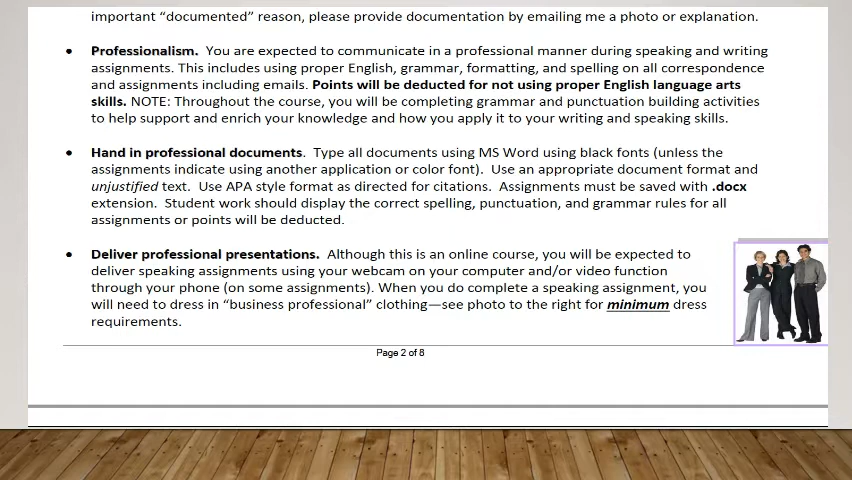 important “documented” reason, please provide documentation by emailing me a photo or explanation.
• Professionalism. You are expected to communicate in a professional manner during speaking and writing
assignments. This includes using proper English, grammar, formatting, and spelling on all correspondence
and assignments including emails. Points will be deducted for not using proper English language arts
skills. NOTE: Throughout the course, you will be completing grammar and punctuation building activities
to help support and enrich your knowledge and how you apply it to your writing and speaking skills.
• Hand in professional documents. Type all documents using MS Word using black fonts (unless the
assignments indicate using another application or color font). Use an appropriate document format and
unjustified text. Use APA style format as directed for citations. Assignments must be saved with .docx
extension. Student work should display the correct spelling, punctuation, and grammar rules for all
assignments or points will be deducted.
• Deliver professional presentations. Although this is an online course, you will be expected to
deliver speaking assignments using your webcam on your computer and/or video function
through your phone (on some assignments). When you do complete a speaking assignment, you
will need to dress in “business professional” clothing—see photo to the right for minimum dress
requirements.
Page 2 of 8